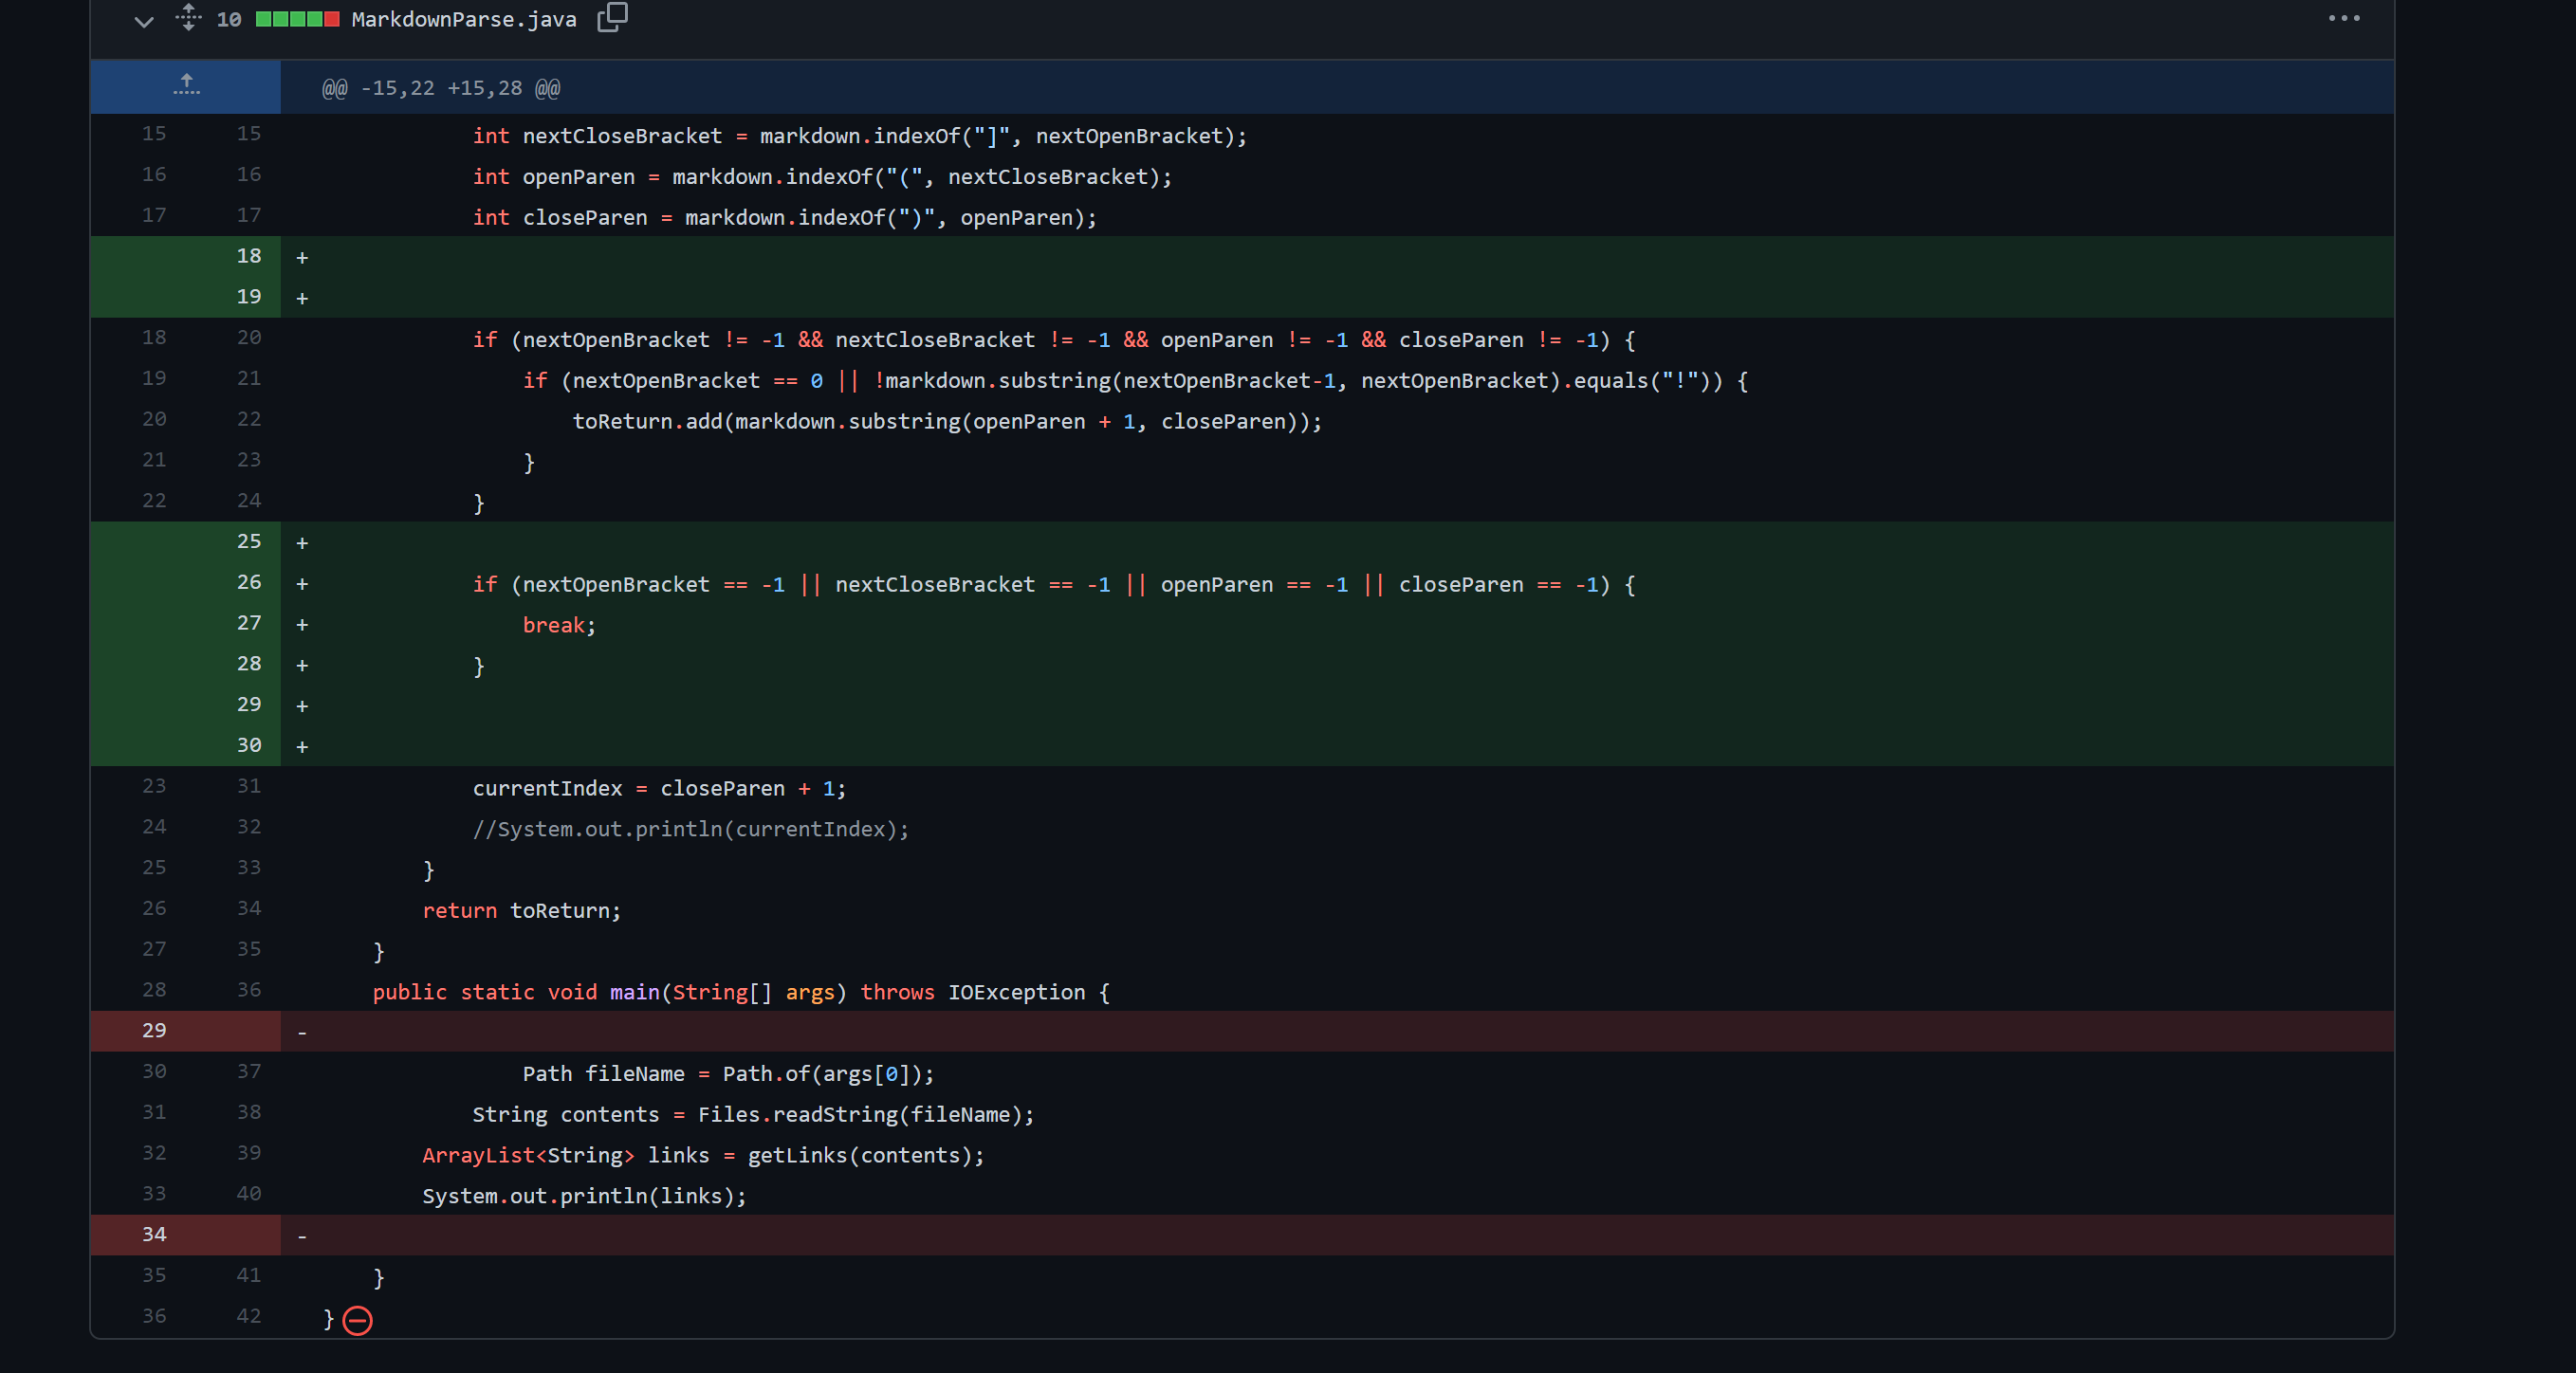 10 MarkdownParse.java
@@ -15,22 +15,28 @@
15 15 int nextCloseBracket = markdown.indexOf("]", nextOpenBracket);
16 16 int openParen = markdown.indexOf("(", nextCloseBracket);
17 17 int closeParen = markdown.indexOf(")", openParen);
18 +
19 +
18 20 if (nextOpenBracket != -1 && nextCloseBracket != -1 && openParen != -1 && closeParen != -1) {
19 21 if (nextOpenBracket == 0 || !markdown.substring(nextOpenBracket-1, nextOpenBracket).equals("!")) {
20 22 toReturn.add(markdown.substring(openParen + 1, closeParen));
21 23 }
22 24 }
25 +
26 + if (nextOpenBracket == -1 || nextCloseBracket == -1 || openParen == -1 || closeParen == -1) {
27 + break;
28 + }
29 +
30 +
23 31 currentIndex = closeParen + 1;
24 32 //System.out.println(currentIndex);
25 33 }
26 34 return toReturn;
27 35 }
28 36 public static void main(String[] args) throws IOException {
29 -
30 37 Path fileName = Path.of(args[0]);
31 38 String contents = Files.readString(fileName);
32 39 ArrayList<String> links = getLinks(contents);
33 40 System.out.println(links);
34 -
35 41 }
36 42 }